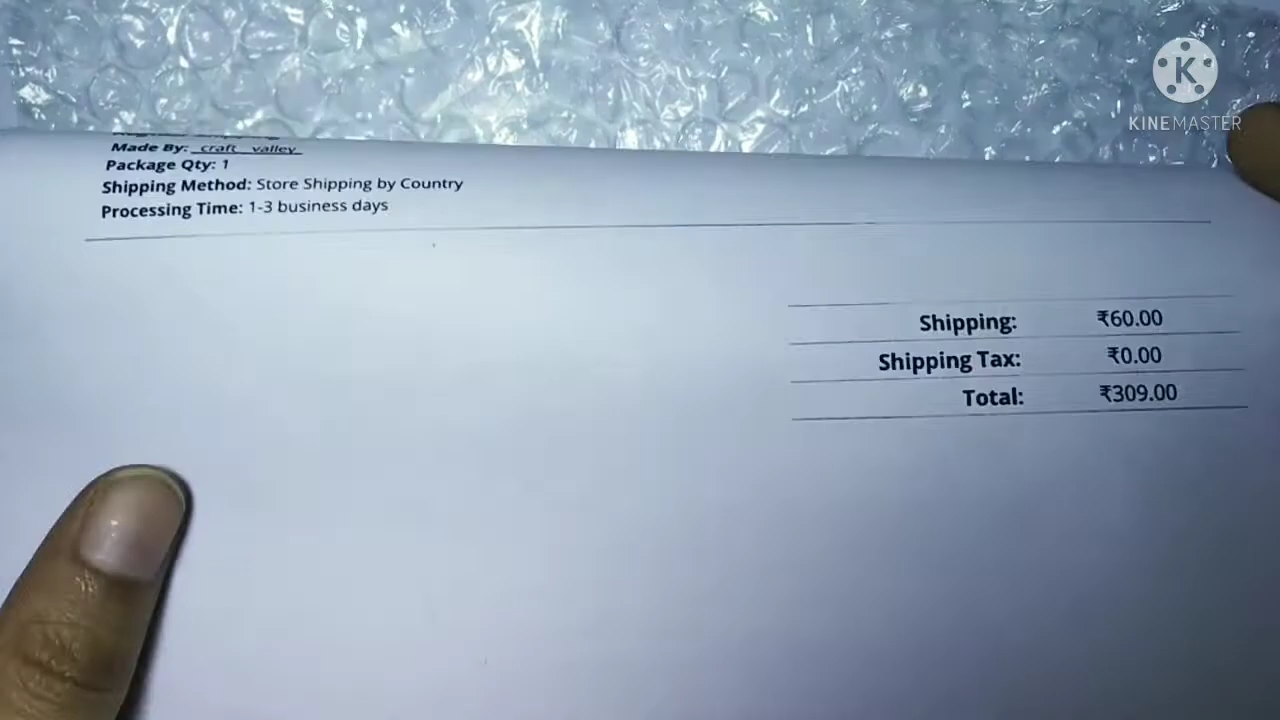 Made By: craft valley
Package Qty: 1
Shipping Method: Store Shipping by Country
Processing Time: 1-3 business days
Shipping: ₹60.00
Shipping Tax: ₹0.00
Total: ₹309.00
K
KINEMASTER